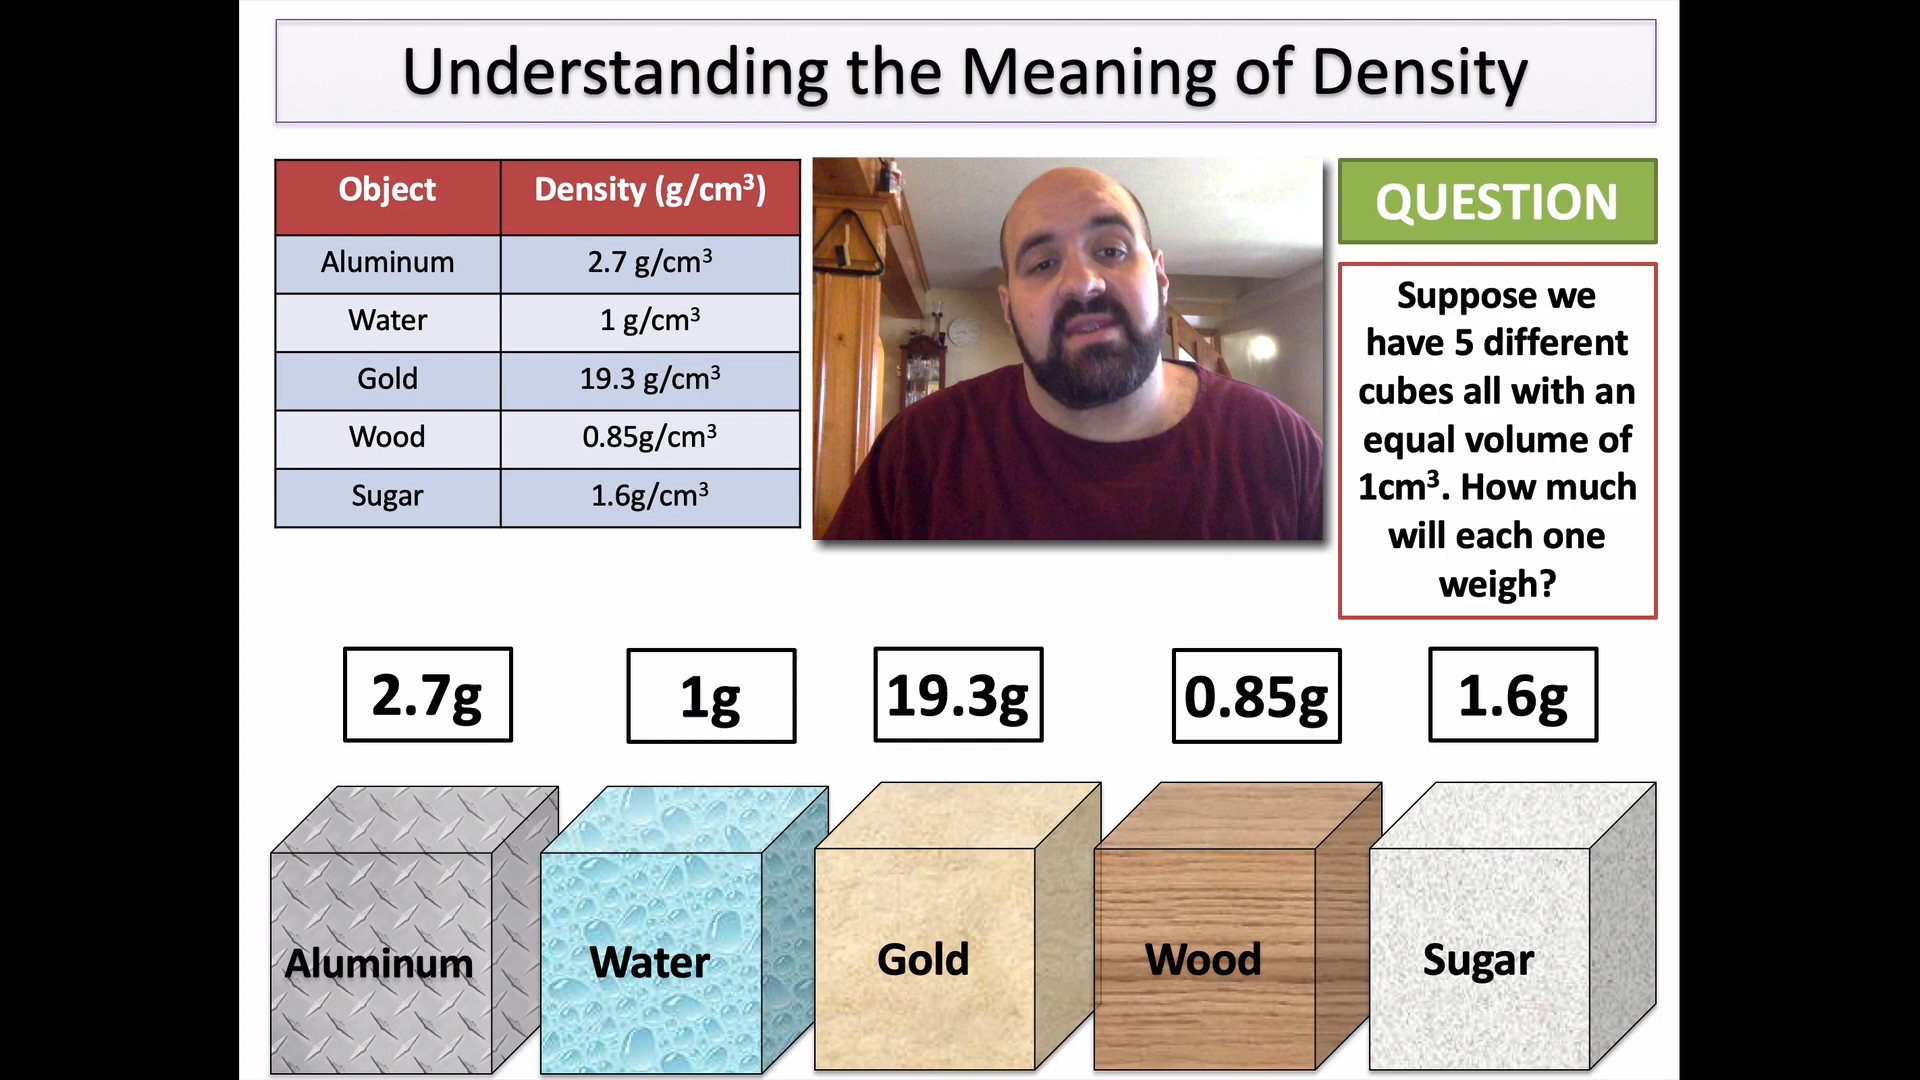 Understanding the Meaning of Density
Object Density (g/cm³)
Aluminum 2.7 g/cm³
Water 1 g/cm³
Gold 19.3 g/cm³
Wood 0.85g/cm³
Sugar 1.6g/cm³
QUESTION
Suppose we
have 5 different
cubes all with an
equal volume of
1cm³. How much
will each one
weigh?
2.7g 1g 19.3g 0.85g 1.6g
Aluminum Water Gold Wood Sugar